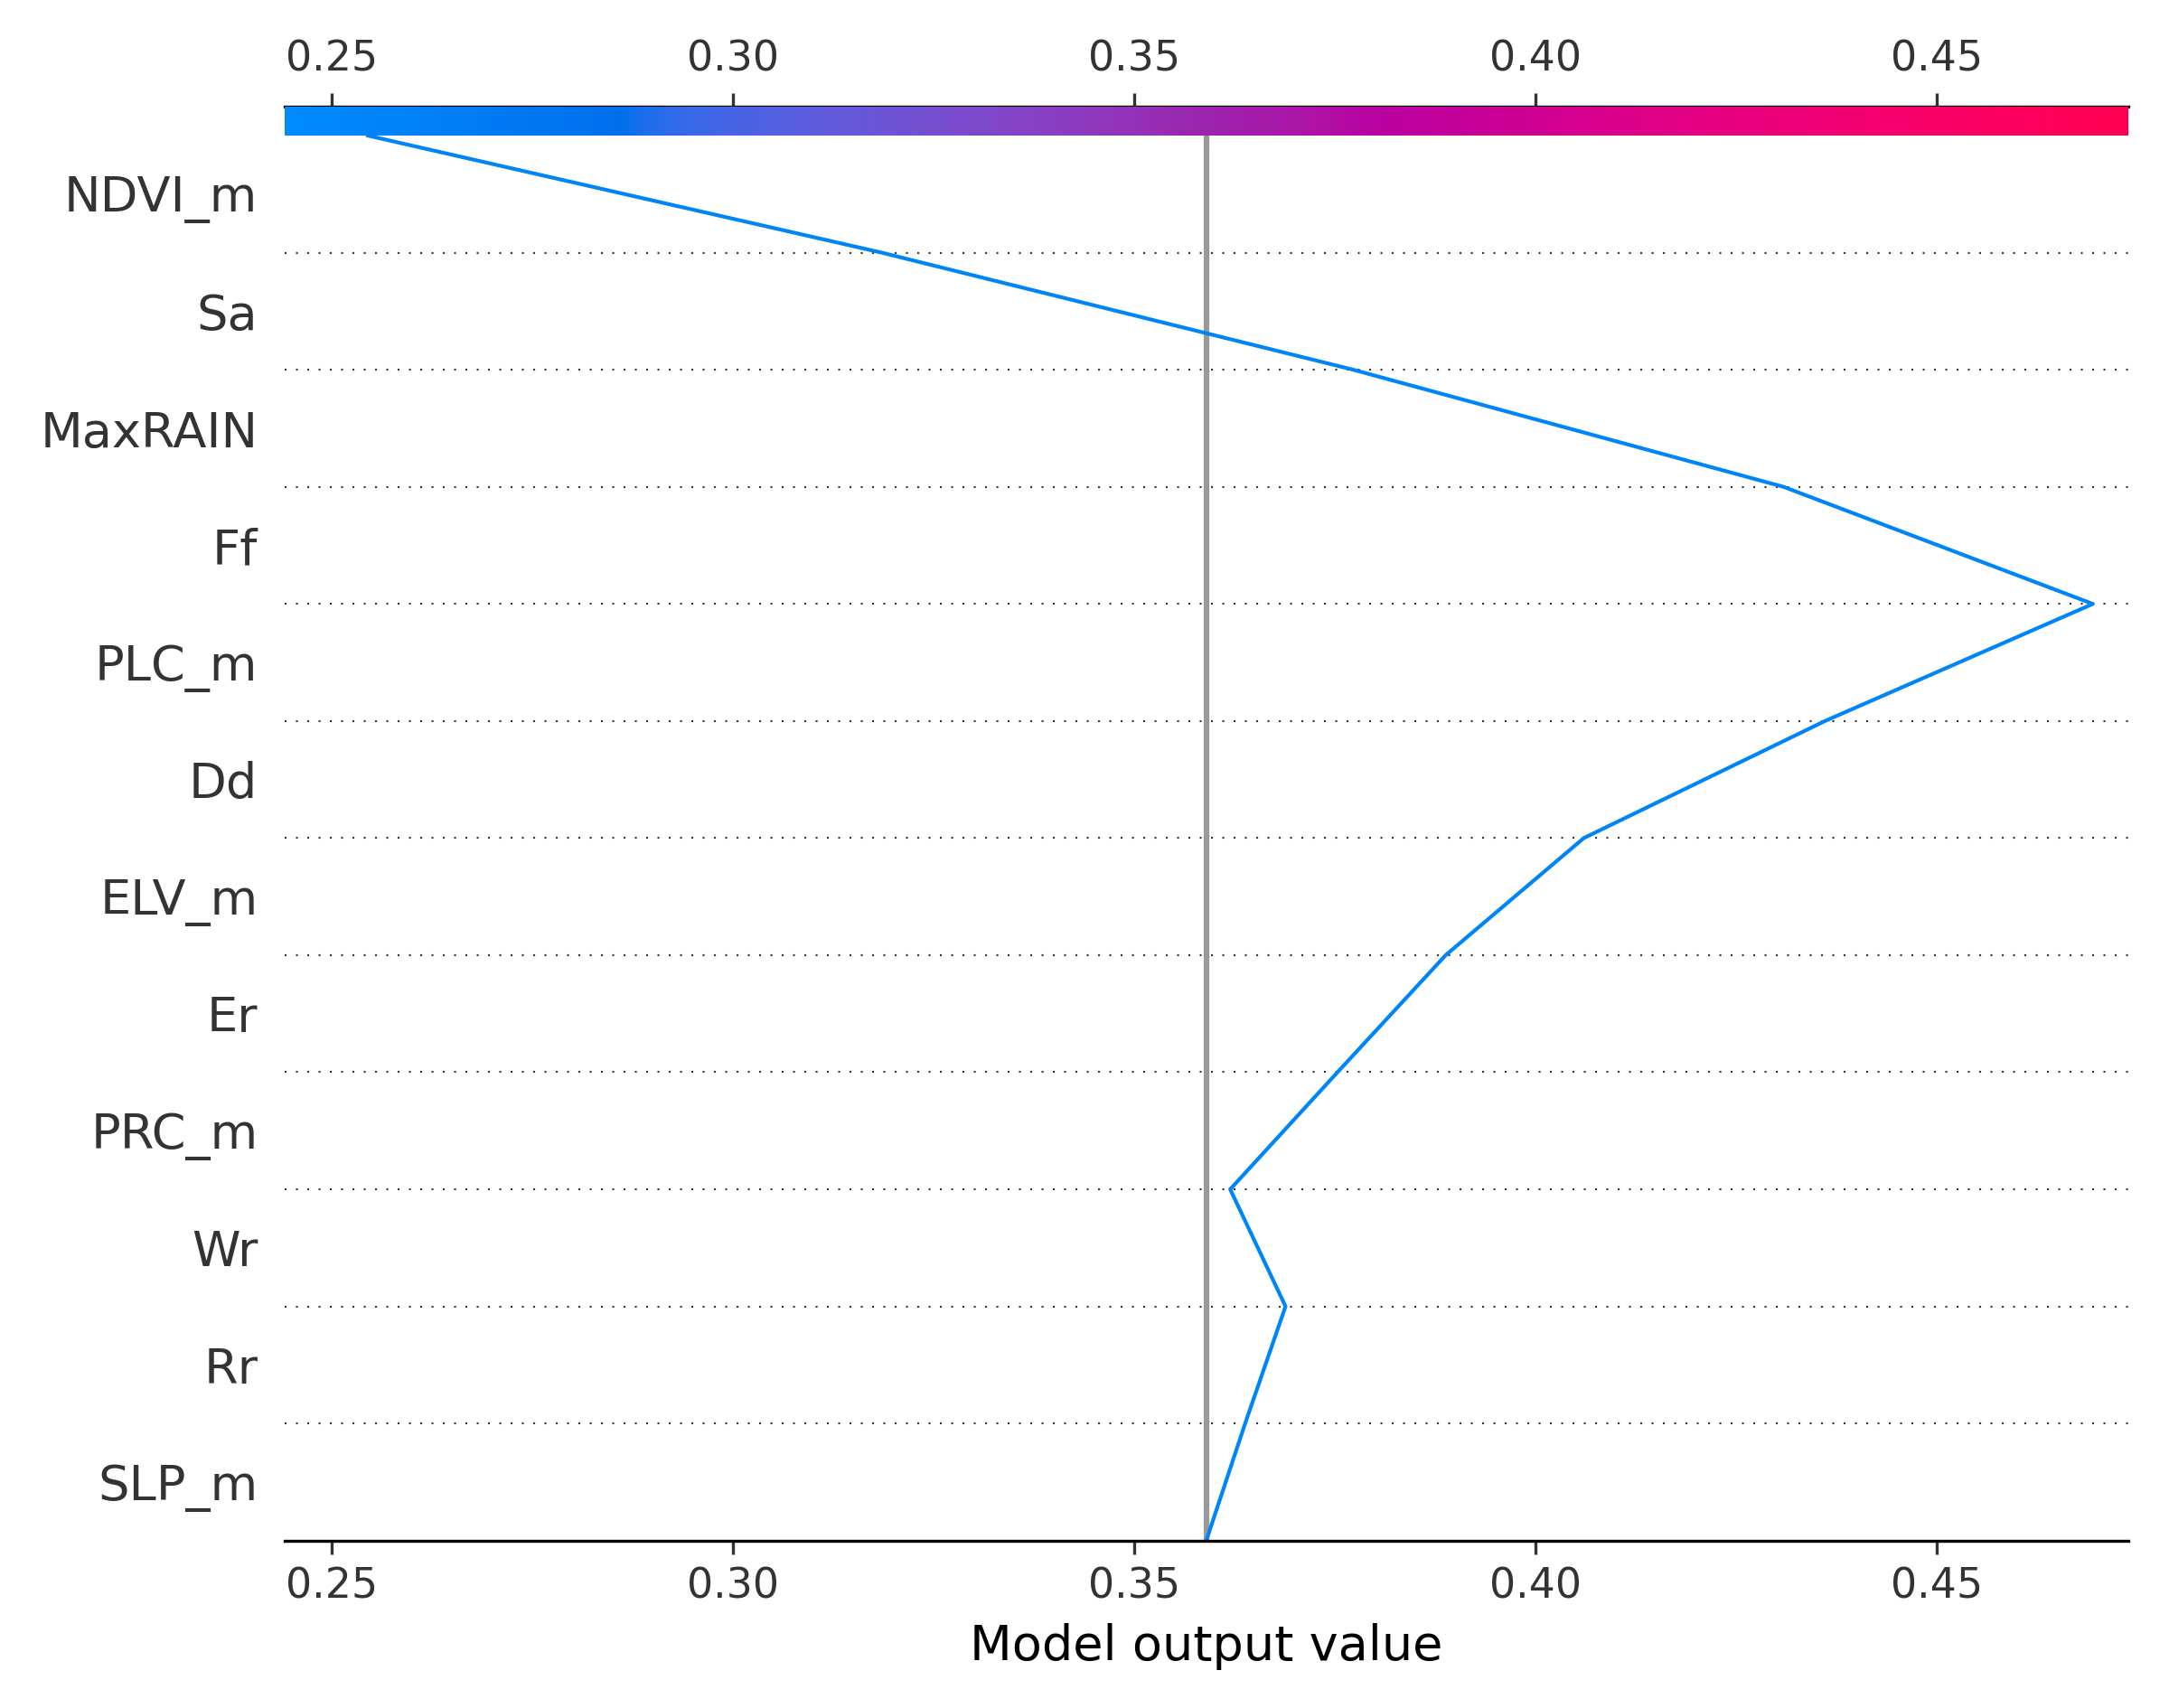 0.25 0.30 0.35 0.40 0.45
NDVI_m
Sa
MaxRAIN
Ff
PLC_m
Dd
ELV_m
Er
PRC_m
Wr
Rr
SLP_m
0.25 0.30 0.35 0.40 0.45
Model output value